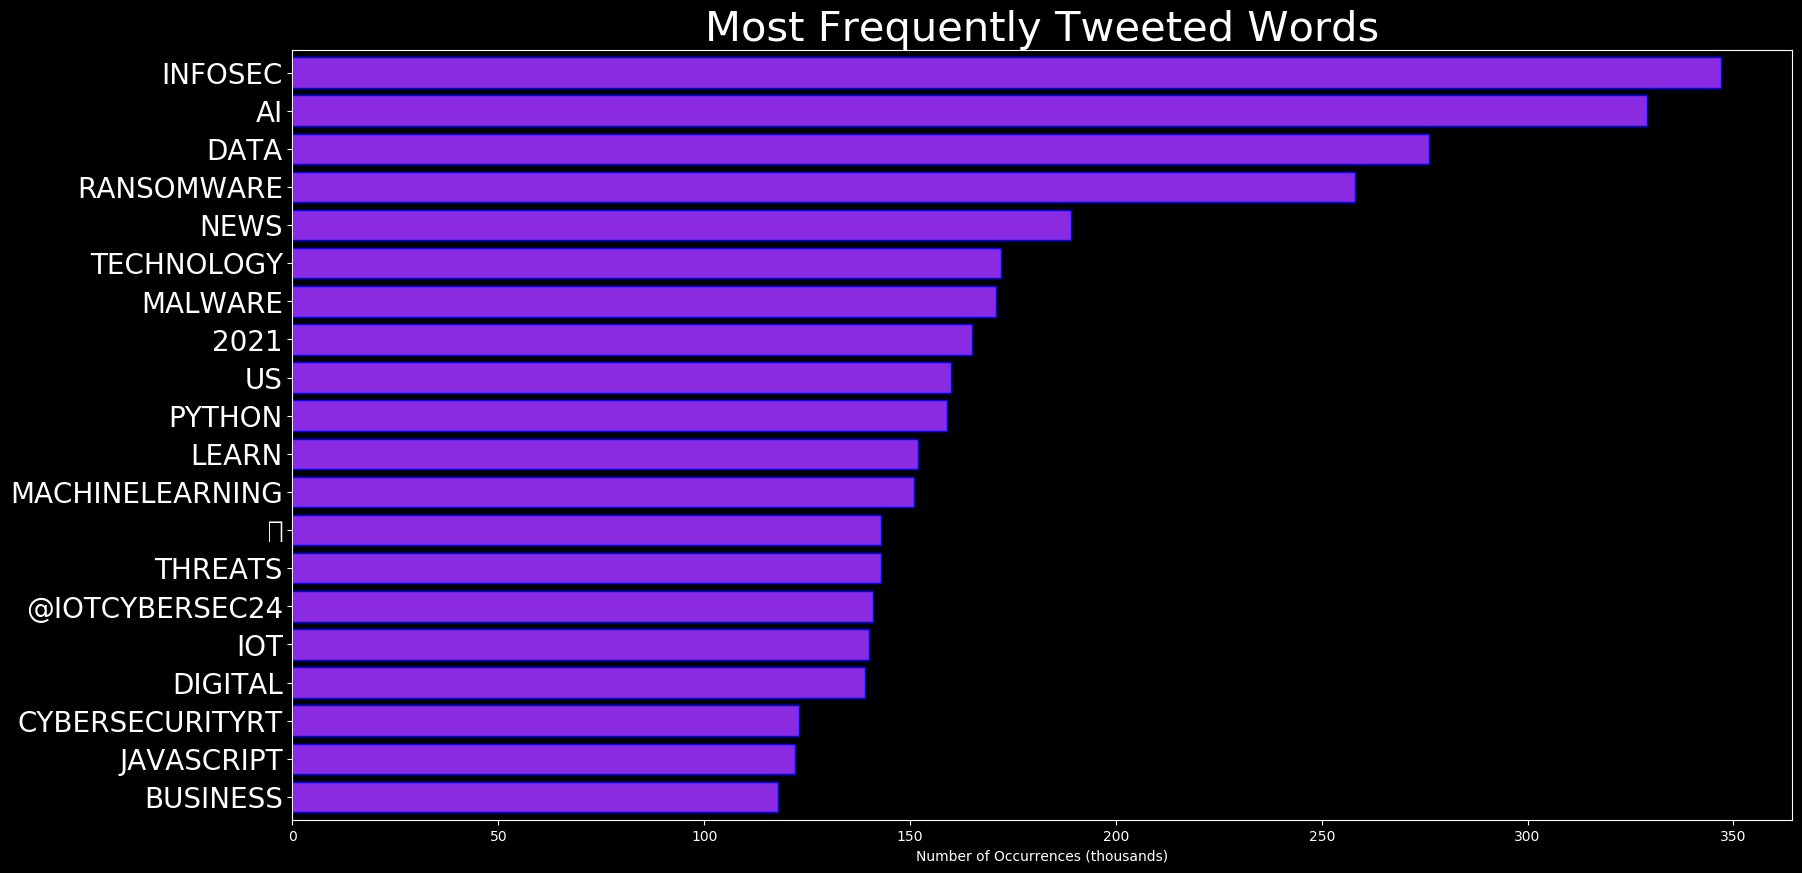 Most Frequently Tweeted Words
INFOSEC
AI
DATA
RANSOMWARE
NEWS
TECHNOLOGY
MALWARE
2021
US
PYTHON
LEARN
MACHINELEARNING
THREATS
@IOTCYBERSEC24
IOT
DIGITAL
CYBERSECURITYRT
JAVASCRIPT
BUSINESS
0 50 100 150 200 250 300 350
Number of Occurrences (thousands)